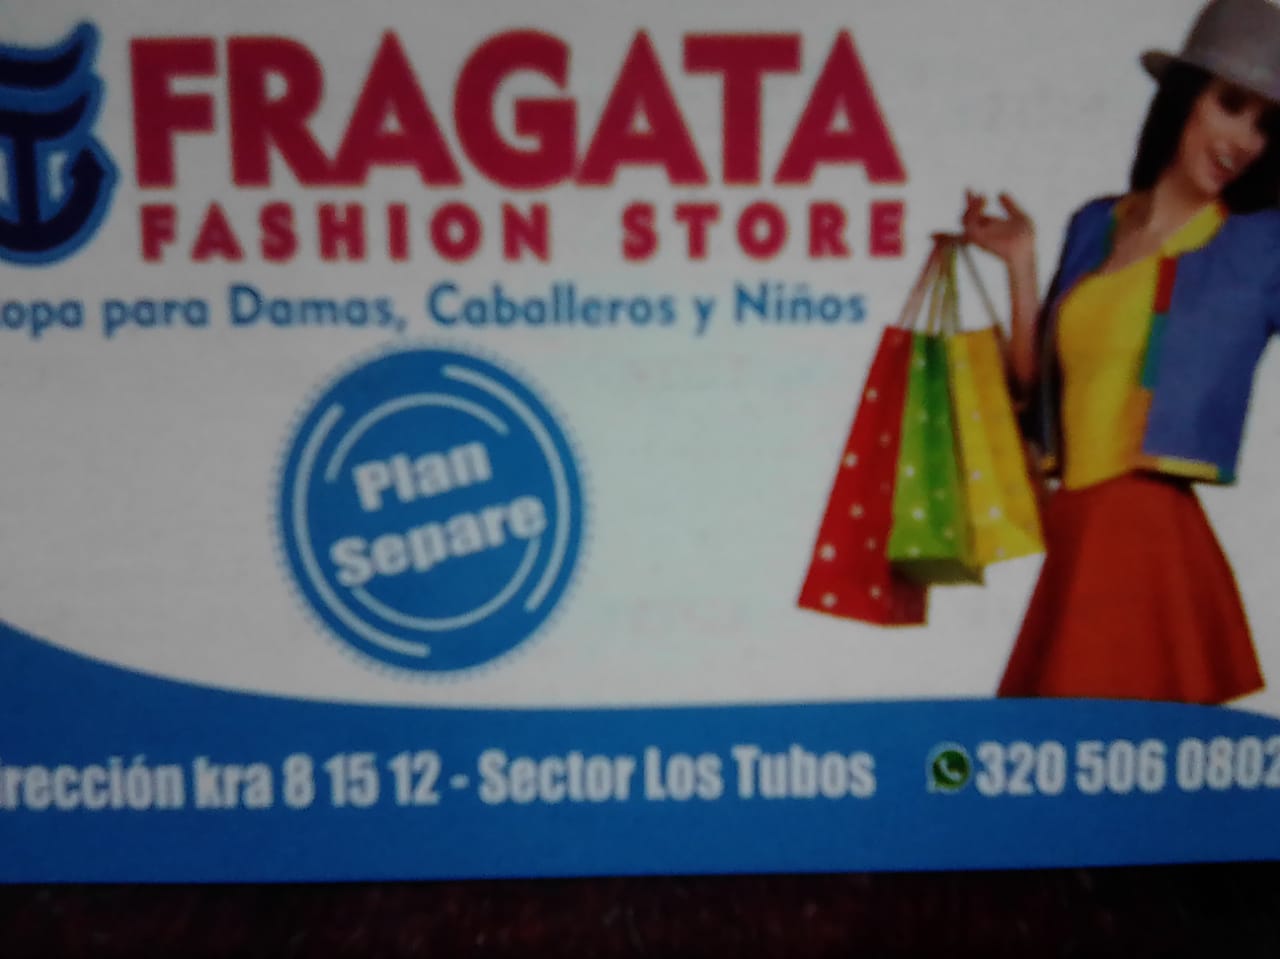 FRAGATA
FASHION STORE
opa para Damas, Caballeros y Niños
Plan
Separe
irección kra 8 15 12 - Sector Los Tubos 320 506 0802